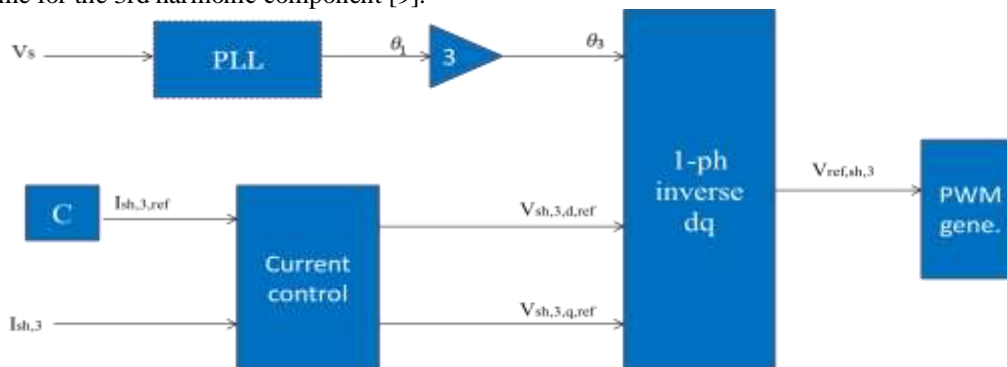 me for the 3rd harmonic component [9].
Vs
PLL
θ1
3
θ3
1-ph
inverse
dq
Vref,sh,3
PWM
gene.
C
Ish,3,ref
Current
control
Vsh,3,d,ref
Ish,3
Vsh,3,q,ref